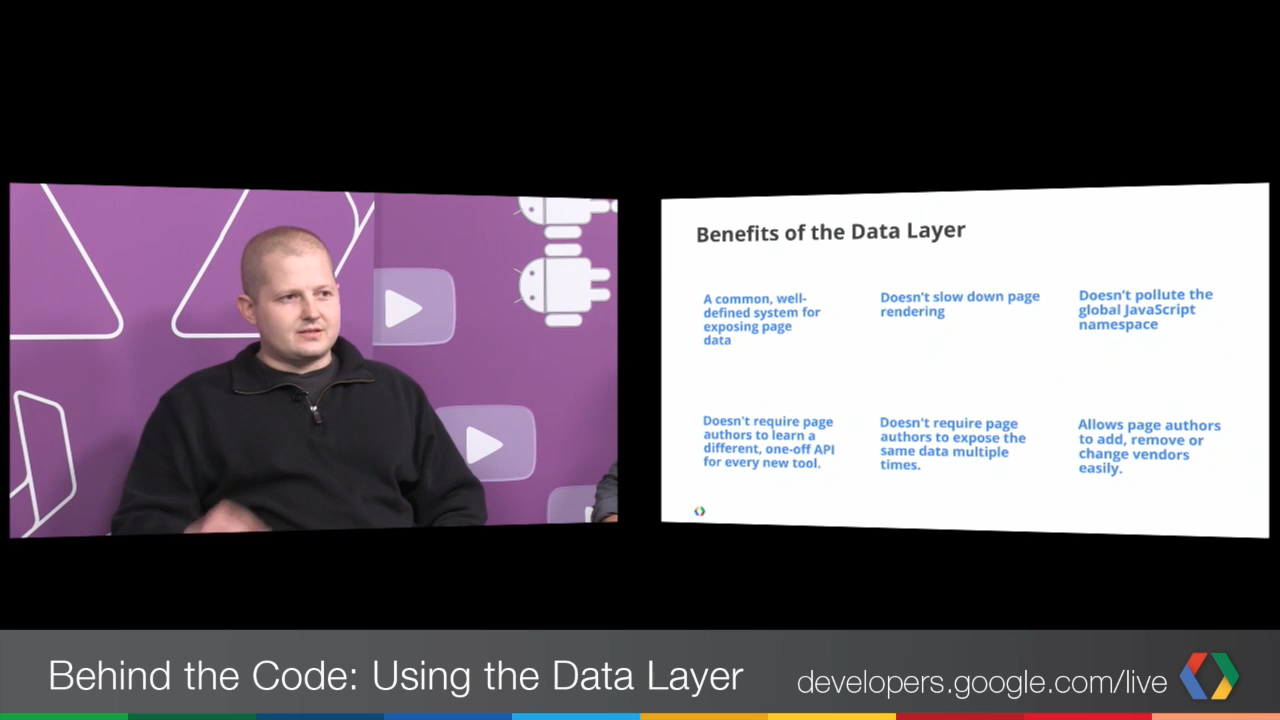 Benefits of the Data Layer
A common, well-
defined system for
exposing page
data
Doesn't slow down page
rendering
Doesn't pollute the
global JavaScript
namespace
Doesn't require page
authors to learn a
different, one-off API
for every new tool.
Doesn't require page
authors to expose the
same data multiple
times.
Allows page authors
to add, remove or
change vendors
easily.
Behind the Code: Using the Data Layer
developers.google.com/live